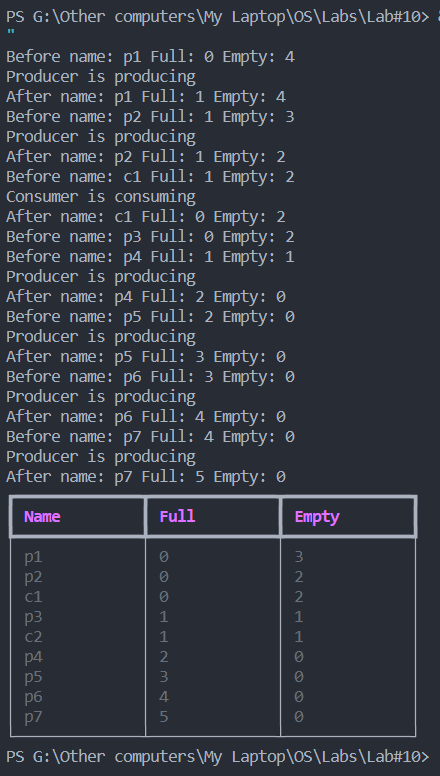 PS G:\Other computers\My Laptop\OS\Labs\Lab#10>
"
Before name: p1 Full: 0 Empty: 4
Producer is producing
After name: p1 Full: 1 Empty: 4
Before name: p2 Full: 1 Empty: 3
Producer is producing
After name: p2 Full: 1 Empty: 2
Before name: c1 Full: 1 Empty: 2
Consumer is consuming
After name: c1 Full: 0 Empty: 2
Before name: p3 Full: 0 Empty: 2
Before name: p4 Full: 1 Empty: 1
Producer is producing
After name: p4 Full: 2 Empty: 0
Before name: p5 Full: 2 Empty: 0
Producer is producing
After name: p5 Full: 3 Empty: 0
Before name: p6 Full: 3 Empty: 0
Producer is producing
After name: p6 Full: 4 Empty: 0
Before name: p7 Full: 4 Empty: 0
Producer is producing
After name: p7 Full: 5 Empty: 0
Name Full Empty
p1 0 3
p2 0 2
c1 0 2
p3 1 1
c2 1 1
p4 2 0
p5 3 0
p6 4 0
p7 5 0
PS G:\Other computers\My Laptop\OS\Labs\Lab#10>